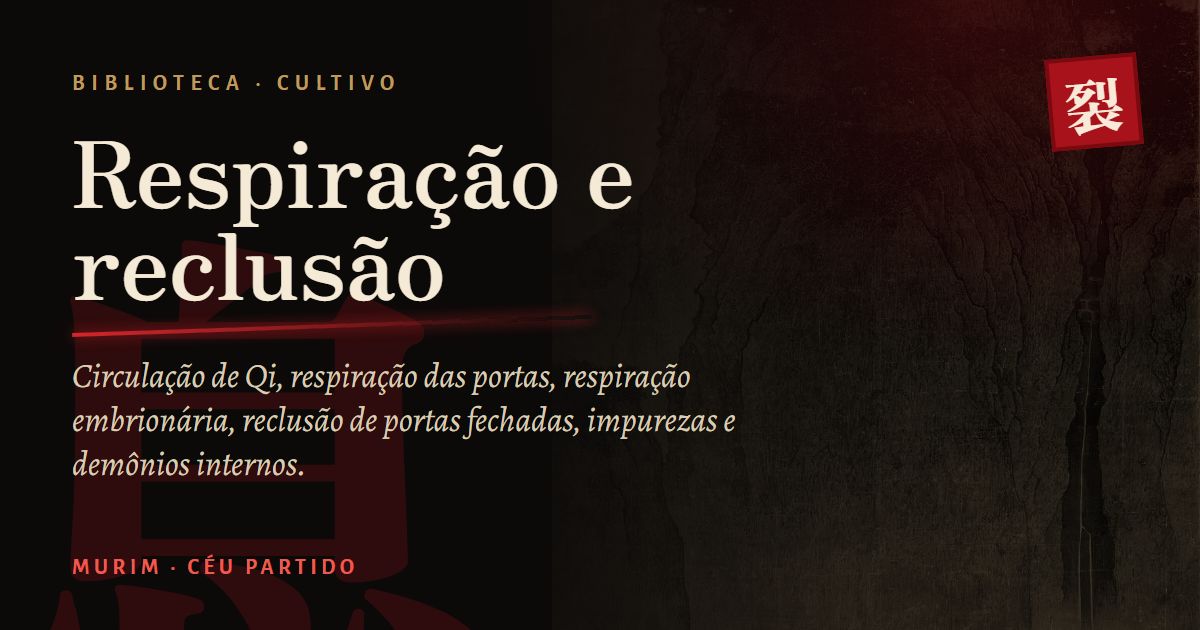 BIBLIOTECA · CULTIVO
裂
Respiração e
reclusão
Circulação de Qi, respiração das portas, respiração
embrionária, reclusão de portas fechadas, impurezas e
demônios internos.
MURIM · CÉU PARTIDO